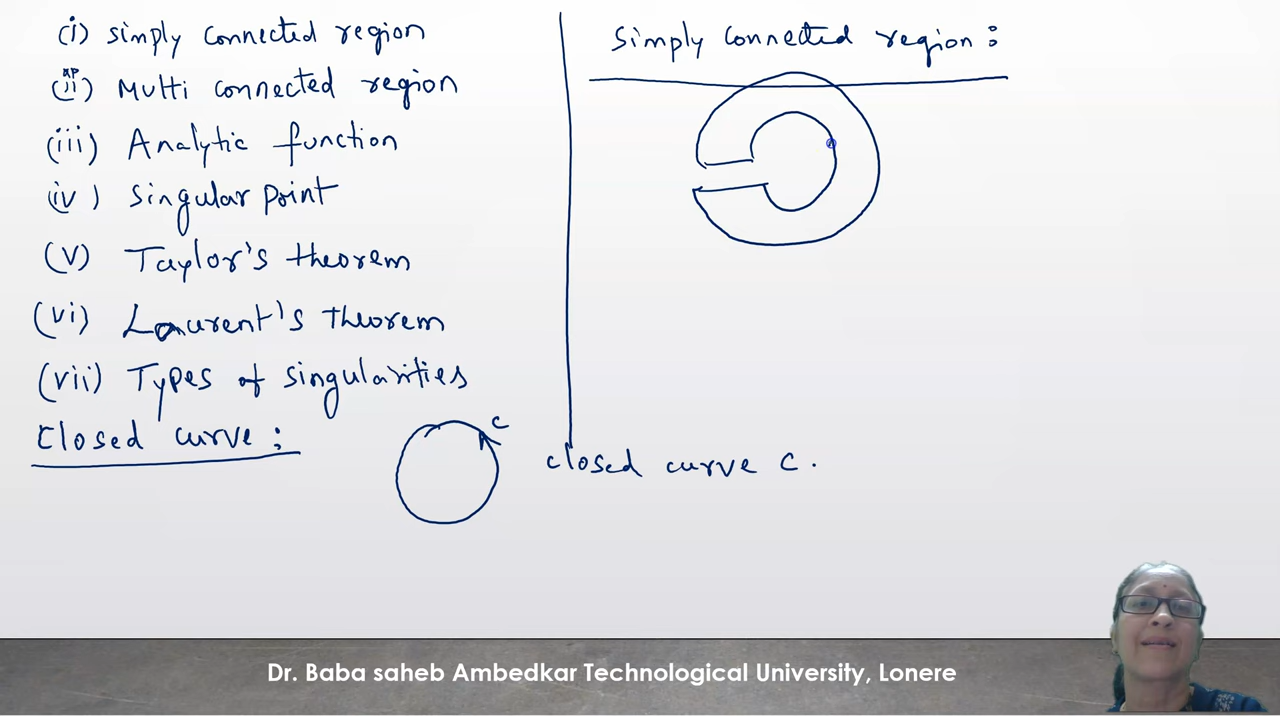 (i) simply connected region
(ii) Multi connected region
(iii) Analytic function
(iv) singular point
(v) Taylor's theorem
(vi) Laurent's theorem
(vii) Types of singularities
closed curve :
c
closed curve c.
simply connected region :
Dr. Baba saheb Ambedkar Technological University, Lonere